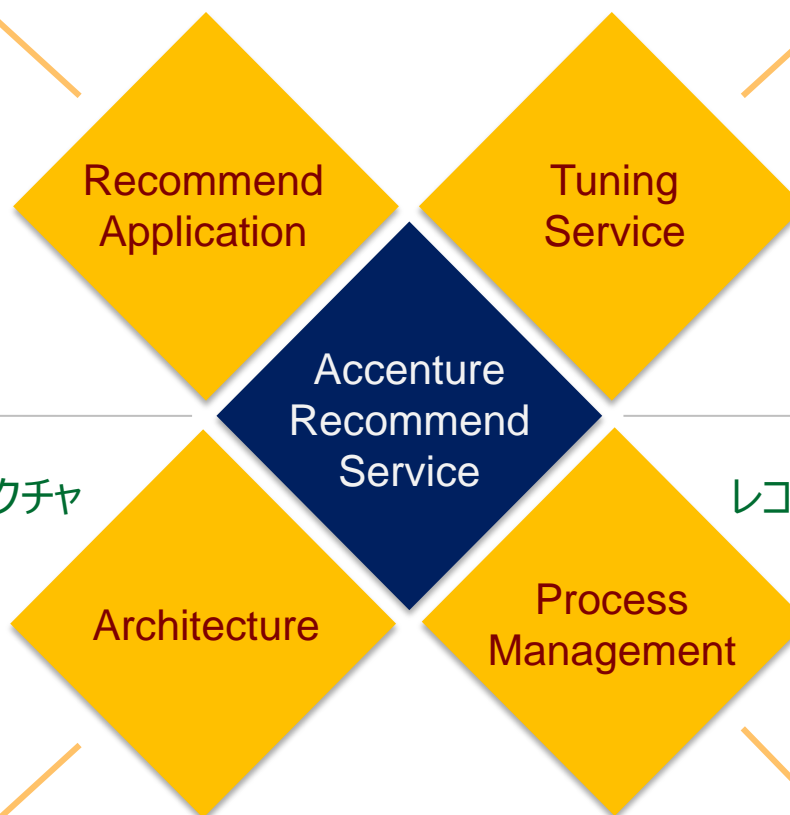 Recommend
Application
Tuning
Service
Accenture
Recommend
Service
クチャ
レコ
Architecture
Process
Management